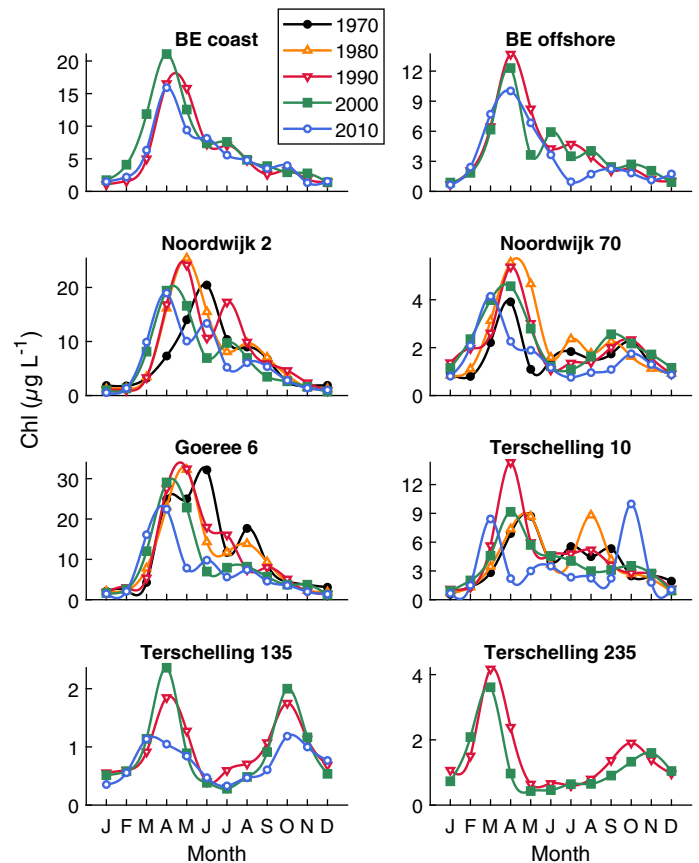 BE coast
BE offshore
1970
1980
1990
2000
2010
20
15
10
5
0
12
9
6
3
0
Noordwijk 2
Noordwijk 70
20
10
0
4
2
0
Chl (µg L⁻¹)
Goeree 6
Terschelling 10
30
20
10
0
12
9
6
3
0
Terschelling 135
Terschelling 235
2
1
0
4
2
0
J F M A M J J A S O N D
J F M A M J J A S O N D
Month
Month